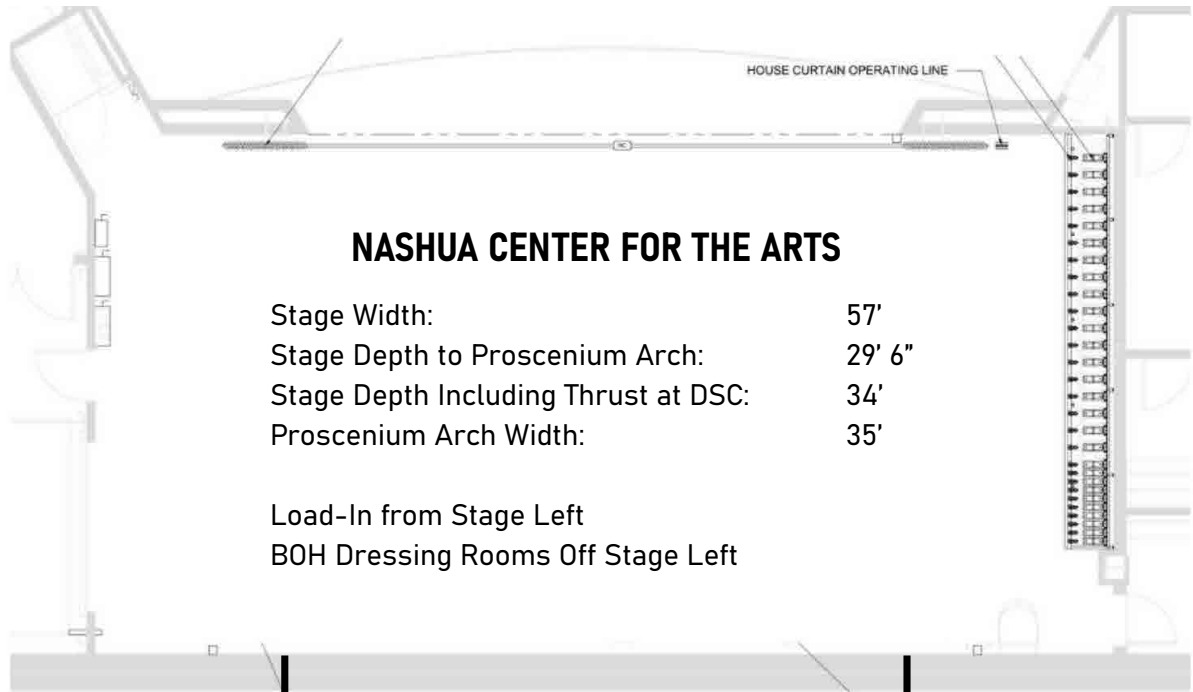 HOUSE CURTAIN OPERATING LINE
NASHUA CENTER FOR THE ARTS
Stage Width: 57’
Stage Depth to Proscenium Arch: 29’ 6”
Stage Depth Including Thrust at DSC: 34’
Proscenium Arch Width: 35’
Load-In from Stage Left
BOH Dressing Rooms Off Stage Left